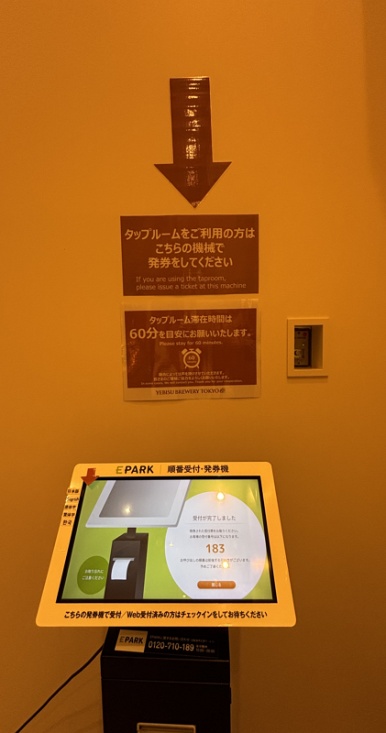 タップルームをご利用の方は
こちらの機械で
発券をしてください
If you are using the taproom,
please issue a ticket at this machine
タップルーム滞在時間は
60分を目安にお願いいたします。
Please stay for 60 minutes.
YEBISU BREWERY TOKYO
EPARK 順番受付・発券機
日本語
受付が完了しました
183
閉じる
こちらの発券機で受付/Web受付済みの方はチェックインをしてお待ちください
EPARK
0120-710-189